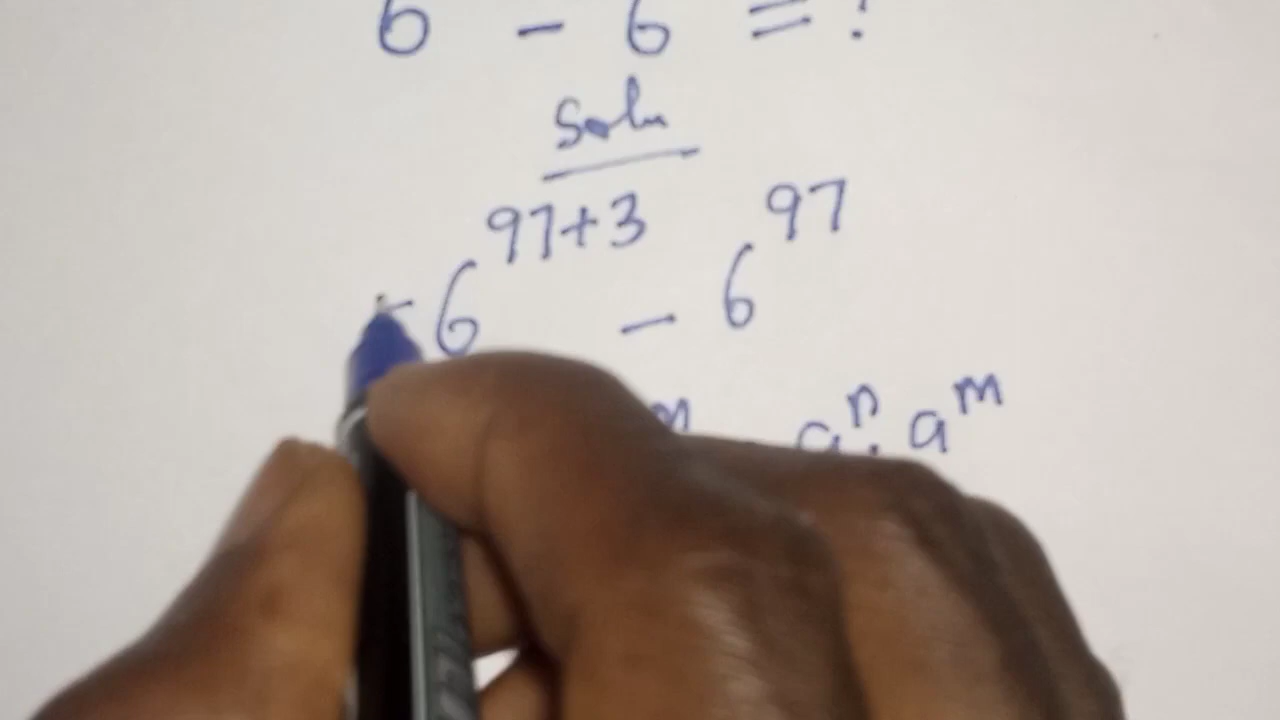 6 - 6 = ?
Soln
6^{97+3} - 6^{97}
m a^n . a^m